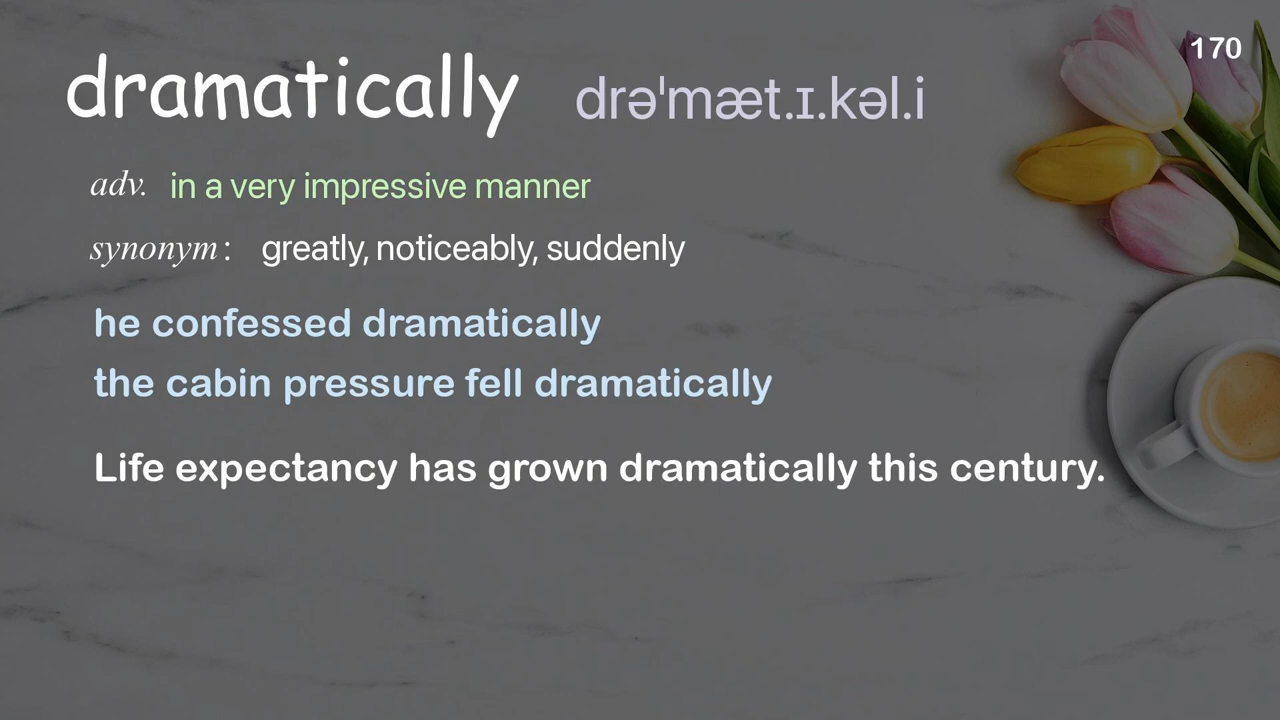 170
dramatically drəˈmæt.ɪ.kəl.i
adv. in a very impressive manner
synonym: greatly, noticeably, suddenly
he confessed dramatically
the cabin pressure fell dramatically
Life expectancy has grown dramatically this century.